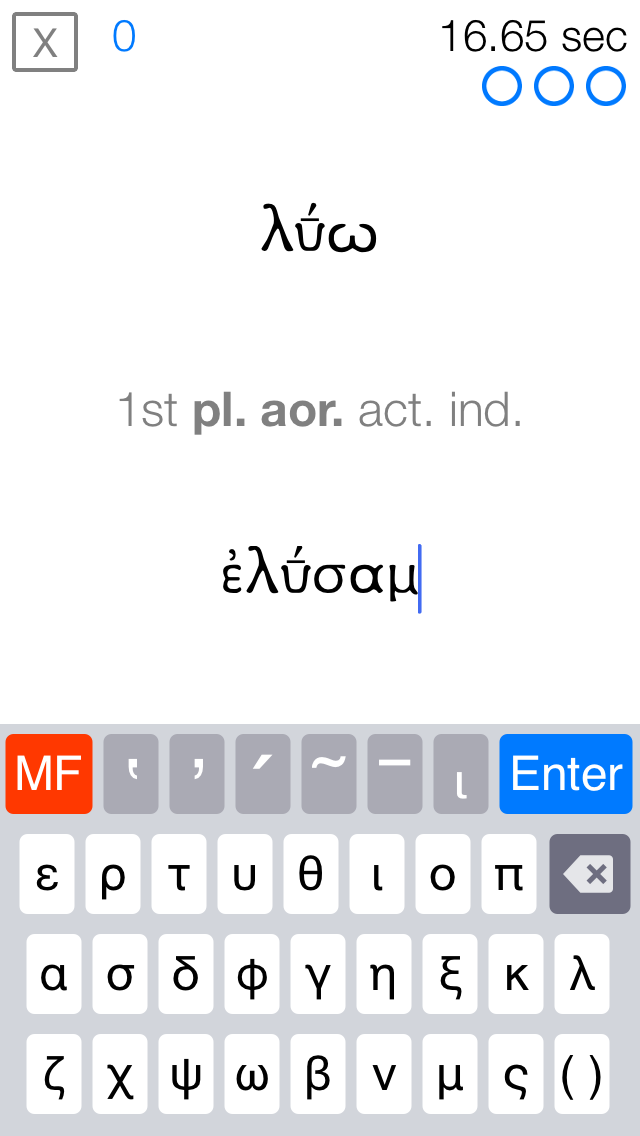 X 0 16.65 sec
λῡ́ω
1st pl. aor. act. ind.
ἐλῡ́σαμ
MF ʽ ʼ ´ ~ ¯ ι Enter
ε ρ τ υ θ ι ο π
α σ δ φ γ η ξ κ λ
ζ χ ψ ω β ν μ ς ( )